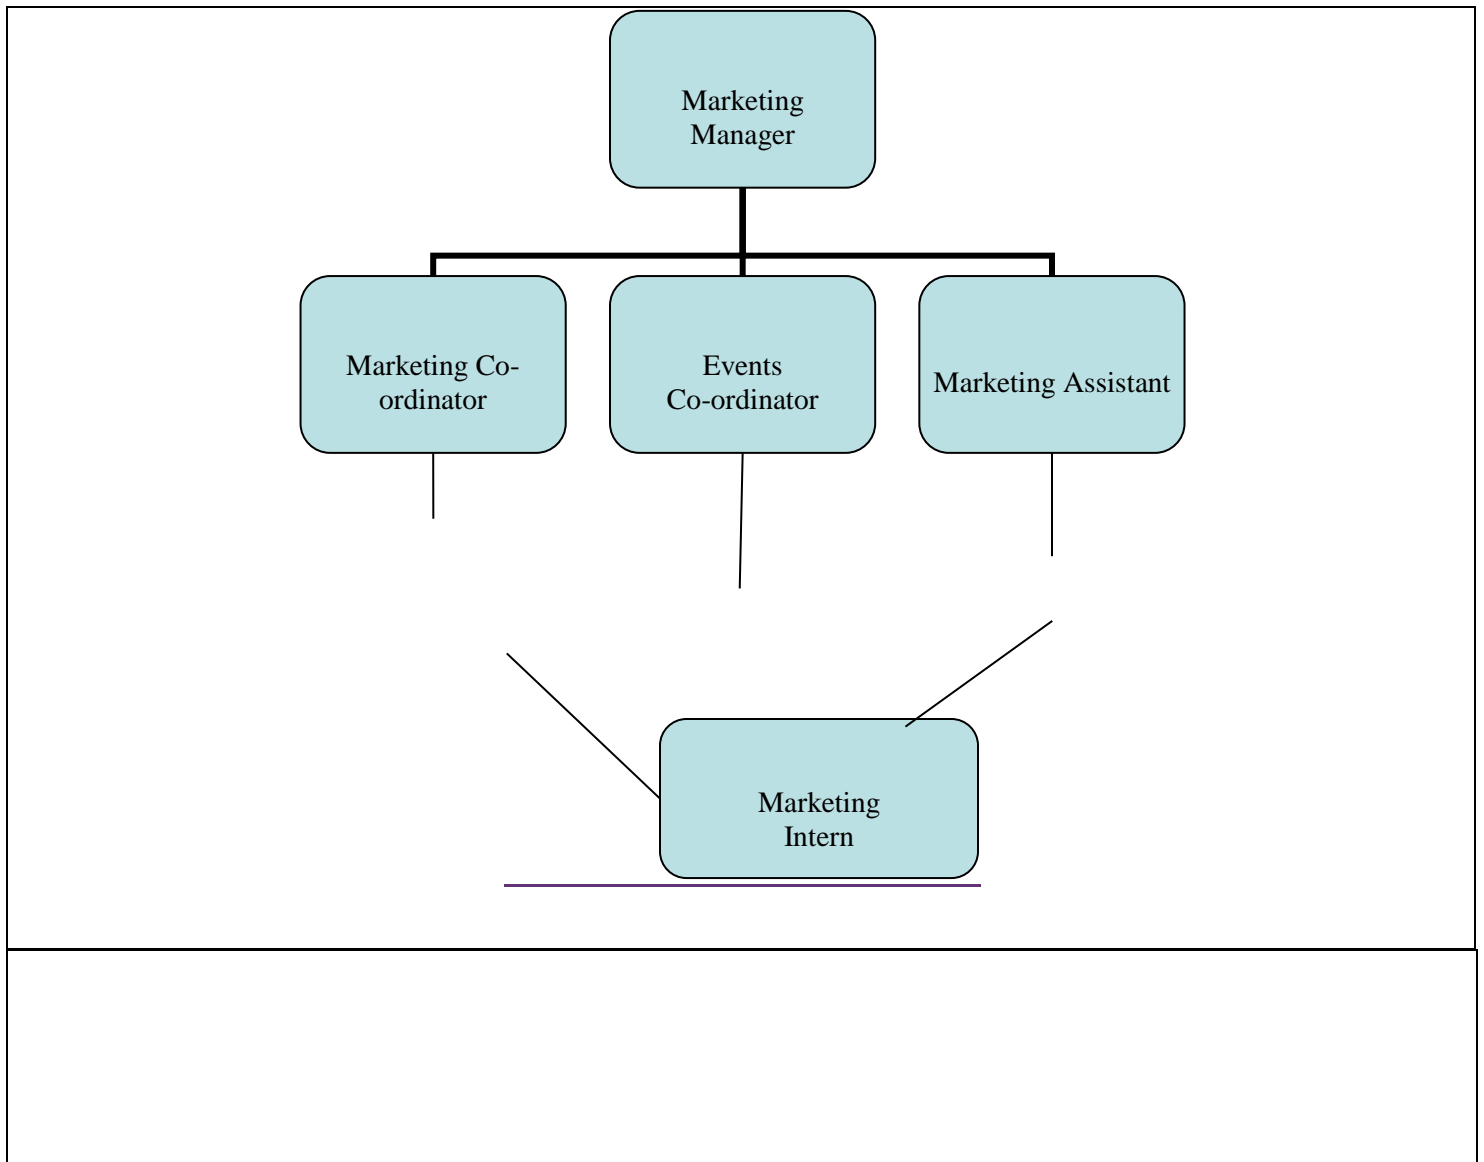 Marketing
Manager
Marketing Co-
ordinator
Events
Co-ordinator
Marketing Assistant
Marketing
Intern